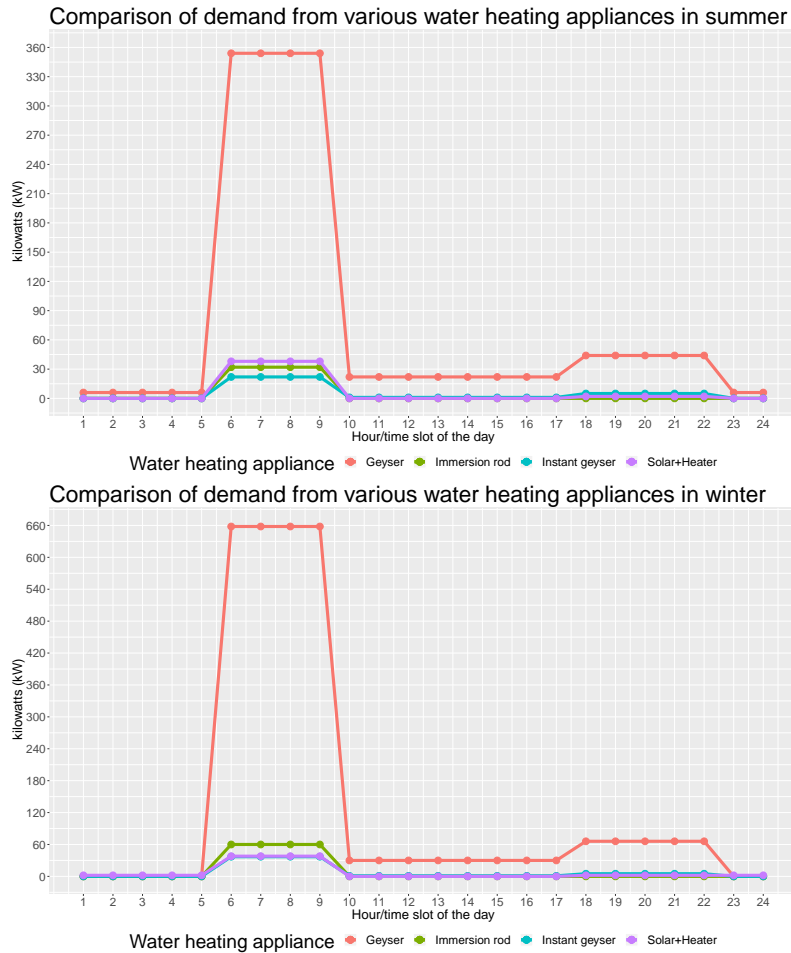 Comparison of demand from various water heating appliances in summer
kilowatts (kW)
360
330
300
270
240
210
180
150
120
90
60
30
0
1 2 3 4 5 6 7 8 9 10 11 12 13 14 15 16 17 18 19 20 21 22 23 24
Hour/time slot of the day
Water heating appliance Geyser Immersion rod Instant geyser Solar+Heater
Comparison of demand from various water heating appliances in winter
kilowatts (kW)
660
600
540
480
420
360
300
240
180
120
60
0
1 2 3 4 5 6 7 8 9 10 11 12 13 14 15 16 17 18 19 20 21 22 23 24
Hour/time slot of the day
Water heating appliance Geyser Immersion rod Instant geyser Solar+Heater